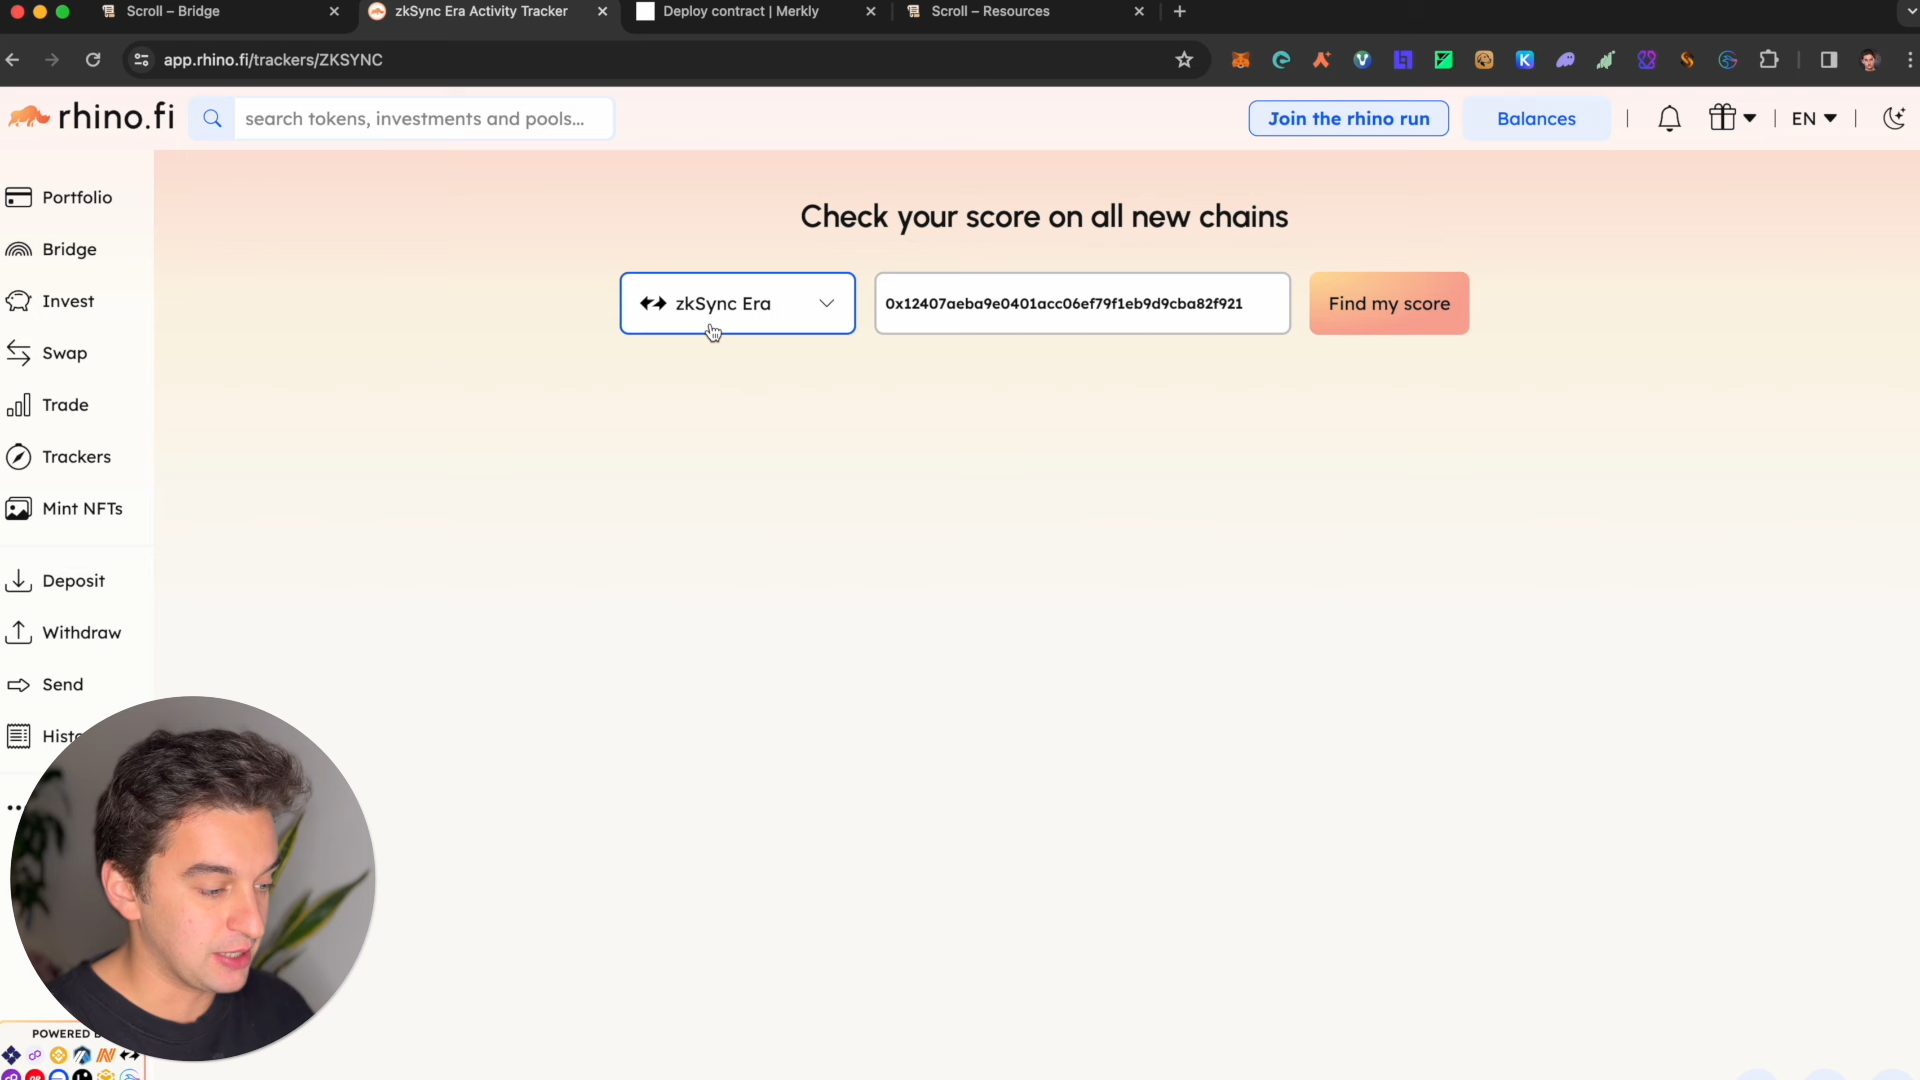 Scroll – Bridge
zkSync Era Activity Tracker
Deploy contract | Merkly
Scroll – Resources
app.rhino.fi/trackers/ZKSYNC
rhino.fi
search tokens, investments and pools...
Join the rhino run
Balances
EN
Portfolio
Bridge
Invest
Swap
Trade
Trackers
Mint NFTs
Deposit
Withdraw
Send
Check your score on all new chains
zkSync Era
0x12407aeba9e0401acc06ef79f1eb9d9cba82f921
Find my score
POWERED